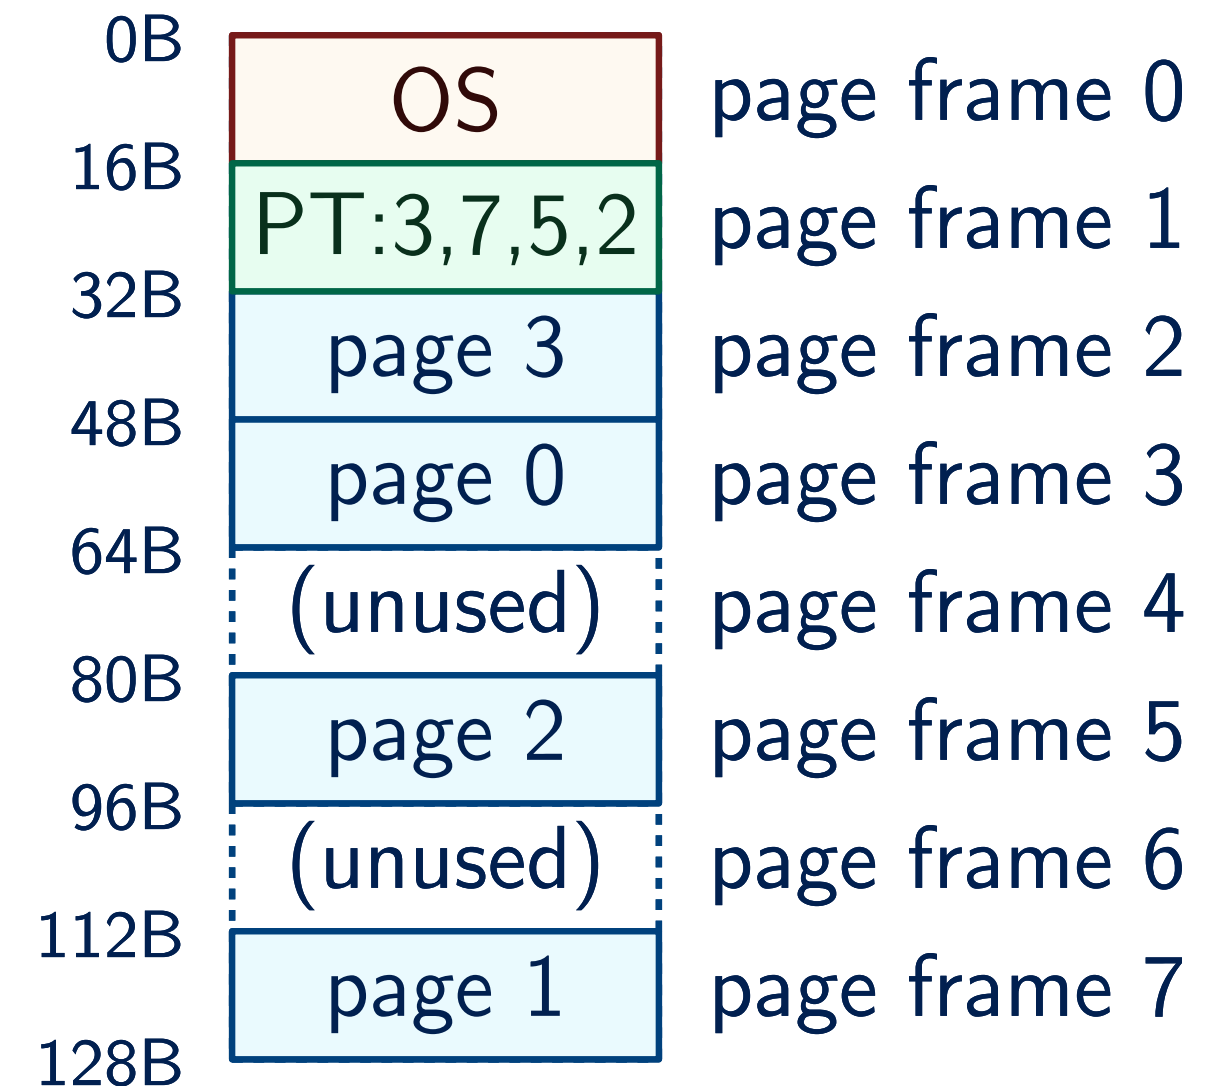 0B
OS page frame 0
16B
PT:3,7,5,2 page frame 1
32B
page 3 page frame 2
48B
page 0 page frame 3
64B
(unused) page frame 4
80B
page 2 page frame 5
96B
(unused) page frame 6
112B
page 1 page frame 7
128B